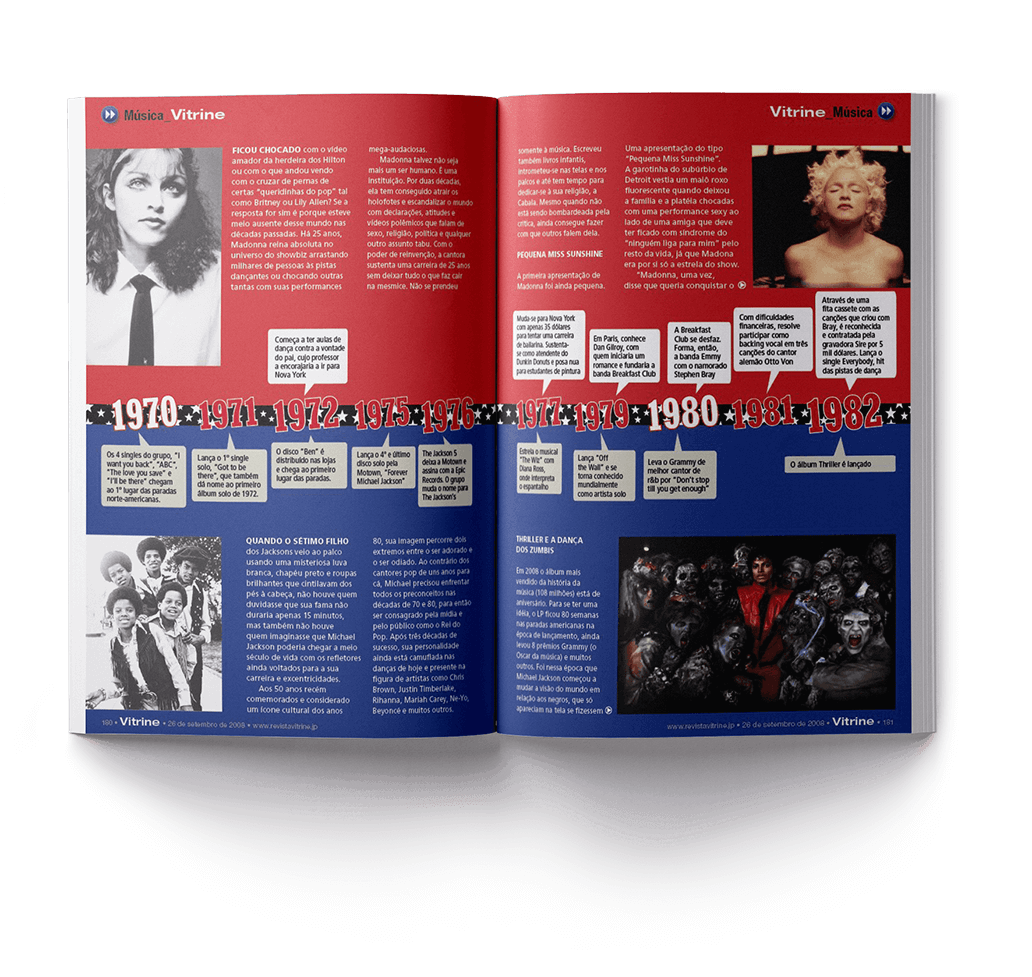 Música_Vitrine
FICOU CHOCADO com o vídeo
amador da herdeira dos Hilton
ou com o que andou vendo
com o cruzar de pernas de
certas "queridinhas do pop" tal
como Britney ou Lily Allen? Se a
resposta for sim é porque esteve
meio ausente desse mundo nas
décadas passadas. Há 25 anos,
Madonna reina absoluta no
universo do showbiz arrastando
milhares de pessoas às pistas
dançantes ou chocando outras
tantas com suas performances
mega-audaciosas.
Madonna talvez não seja
mais um ser humano. É uma
instituição. Por duas décadas,
ela tem conseguido atrair os
holofotes e escandalizar o mundo
com declarações, atitudes e
vídeos polêmicos que falam de
sexo, religião, política e qualquer
outro assunto tabu. Com o
poder de reinvenção, a cantora
sustenta uma carreira de 25 anos
sem deixar tudo o que faz cair
na mesmice. Não se prendeu
Começa a ter aulas de
dança contra a vontade
do pai, cujo professor
a encorajaria a ir para
Nova York
1970
1971
1972
1975
1976
Os 4 singles do grupo, "I
want you back", "ABC",
"The love you save" e
"I'll be there" chegam
ao 1º lugar das paradas
norte-americanas.
Lança o 1º single
solo, "Got to be
there", que também
dá nome ao primeiro
álbum solo de 1972.
O disco "Ben" é
distribuído nas lojas
e chega ao primeiro
lugar das paradas.
Lança o 4º e último
disco solo pela
Motown, "Forever
Michael Jackson"
The Jackson 5
deixa a Motown e
assina com a Epic
Records. O grupo
muda o nome para
The Jackson's
QUANDO O SÉTIMO FILHO
dos Jacksons veio ao palco
usando uma misteriosa luva
branca, chapéu preto e roupas
brilhantes que cintilavam dos
pés à cabeça, não houve quem
duvidasse que sua fama não
duraria apenas 15 minutos,
mas também não houve
quem imaginasse que Michael
Jackson poderia chegar a meio
século de vida com os refletores
ainda voltados para a sua
carreira e excentricidades.
Aos 50 anos recém
comemorados e considerado
um ícone cultural dos anos
80, sua imagem percorre dois
extremos entre o ser adorado e
o ser odiado. Ao contrário dos
cantores pop de uns anos para
cá, Michael precisou enfrentar
todos os preconceitos nas
décadas de 70 e 80, para então
ser consagrado pela mídia e
pelo público como o Rei do
Pop. Após três décadas de
sucesso, sua personalidade
ainda está camuflada nas
danças de hoje e presente na
figura de artistas como Chris
Brown, Justin Timberlake,
Rihanna, Mariah Carey, Ne-Yo,
Beyoncé e muitos outros.
180 • Vitrine • 26 de setembro de 2008 • www.revistavitrine.jp
Vitrine_Música
somente à música. Escreveu
também livros infantis,
intrometeu-se nas telas e nos
palcos e até tem tempo para
dedicar-se à sua religião, a
Cabala. Mesmo quando não
está sendo bombardeada pela
crítica, ainda consegue fazer
com que outros falem dela.
PEQUENA MISS SUNSHINE
A primeira apresentação de
Madonna foi ainda pequena.
Uma apresentação do tipo
"Pequena Miss Sunshine".
A garotinha do subúrbio de
Detroit vestia um maiô roxo
fluorescente quando deixou
a família e a platéia chocadas
com uma performance sexy ao
lado de uma amiga que deve
ter ficado com síndrome do
"ninguém liga para mim" pelo
resto da vida, já que Madona
era por si só a estrela do show.
"Madonna, uma vez,
disse que queria conquistar o
Muda-se para Nova York
com apenas 35 dólares
para tentar uma carreira
de bailarina. Sustenta-
se como atendente do
Dunkin Donuts e posa nua
para estudantes de pintura
Em Paris, conhece
Dan Gilroy, com
quem iniciaria um
romance e fundaria a
banda Breakfast Club
A Breakfast
Club se desfaz.
Forma, então,
a banda Emmy
com o namorado
Stephen Bray
Com dificuldades
financeiras, resolve
participar como
backing vocal em três
canções do cantor
alemão Otto Von
Através de uma
fita cassete com as
canções que criou com
Bray, é reconhecida
e contratada pela
gravadora Sire por 5
mil dólares. Lança o
single Everybody, hit
das pistas de dança
1977
1979
1980
1981
1982
Estrela o musical
"The Wiz" com
Diana Ross,
onde interpreta
o espantalho
Lança "Off
the Wall" e se
torna conhecido
mundialmente
como artista solo
Leva o Grammy de
melhor cantor de
r&b por "Don't stop
till you get enough"
O álbum Thriller é lançado
THRILLER E A DANÇA
DOS ZUMBIS
Em 2008 o álbum mais
vendido da história da
música (108 milhões) está de
aniversário. Para se ter uma
idéia, o LP ficou 80 semanas
nas paradas americanas na
época de lançamento, ainda
levou 8 prêmios Grammy (o
Oscar da música) e muitos
outros. Foi nessa época que
Michael Jackson começou a
mudar a visão do mundo em
relação aos negros, que só
apareciam na tela se fizessem
www.revistavitrine.jp • 26 de setembro de 2008 • Vitrine • 181